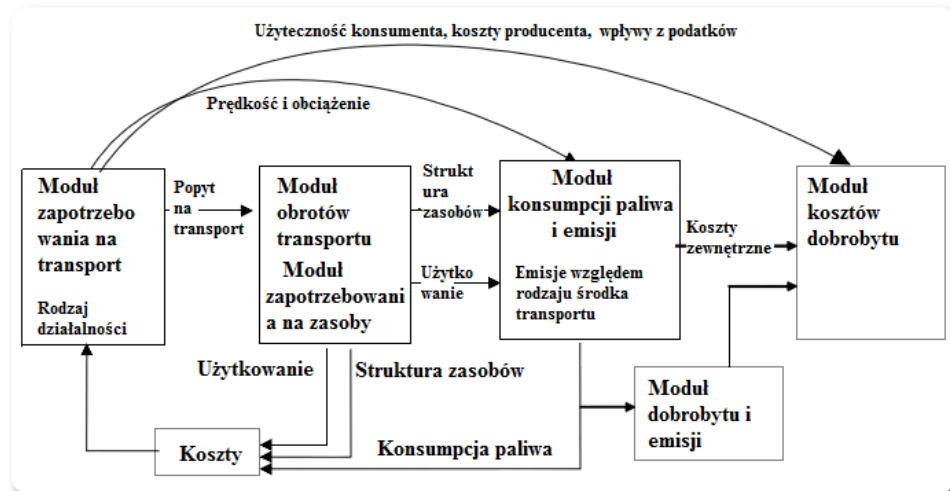 Użyteczność konsumenta, koszty producenta, wpływy z podatków
Prędkość i obciążenie
Moduł
zapotrzebo
wania na
transport
Rodzaj
działalności
Popyt
na
transport
Moduł
obrotów
transportu
Moduł
zapotrzebowani
a na zasoby
Strukt
ura
zasobów
Użytko
wanie
Moduł
konsumpcji paliwa
i emisji
Emisje względem
rodzaju środka
transportu
Koszty
zewnętrzne
Moduł
kosztów
dobrobytu
Użytkowanie
Struktura zasobów
Moduł
dobrobytu i
emisji
Koszty
Konsumpcja paliwa